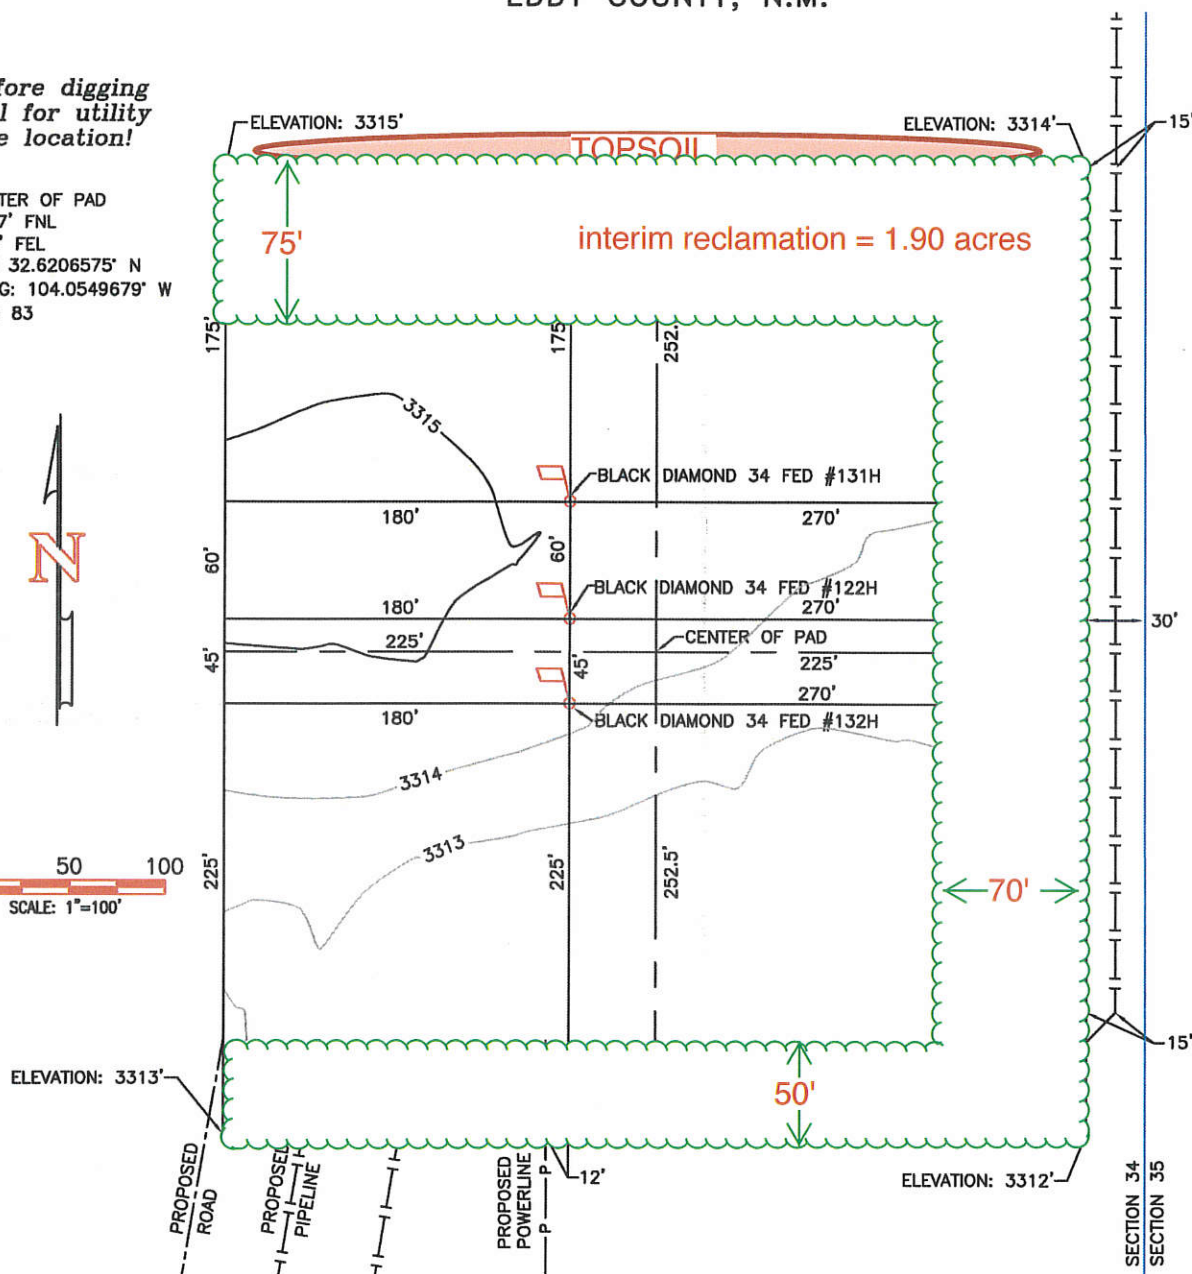 EDDY COUNTY, N.M.
fore digging
l for utility
e location!
TER OF PAD
7' FNL
' FEL
32.6206575° N
G: 104.0549679° W
83
ELEVATION: 3315'
ELEVATION: 3314'
15'
TOPSOIL
75'
interim reclamation = 1.90 acres
175'
175'
252.
3315
BLACK DIAMOND 34 FED #131H
180'
270'
60'
60'
N
BLACK DIAMOND 34 FED #122H
180'
270'
30'
225'
CENTER OF PAD
45'
45'
225'
270'
180'
BLACK DIAMOND 34 FED #132H
3314
3313
50 100
SCALE: 1"=100'
225'
225'
252.5'
70'
15'
ELEVATION: 3313'
50'
PROPOSED
ROAD
PROPOSED
PIPELINE
PROPOSED
POWERLINE
P
P
12'
ELEVATION: 3312'
SECTION 34
SECTION 35